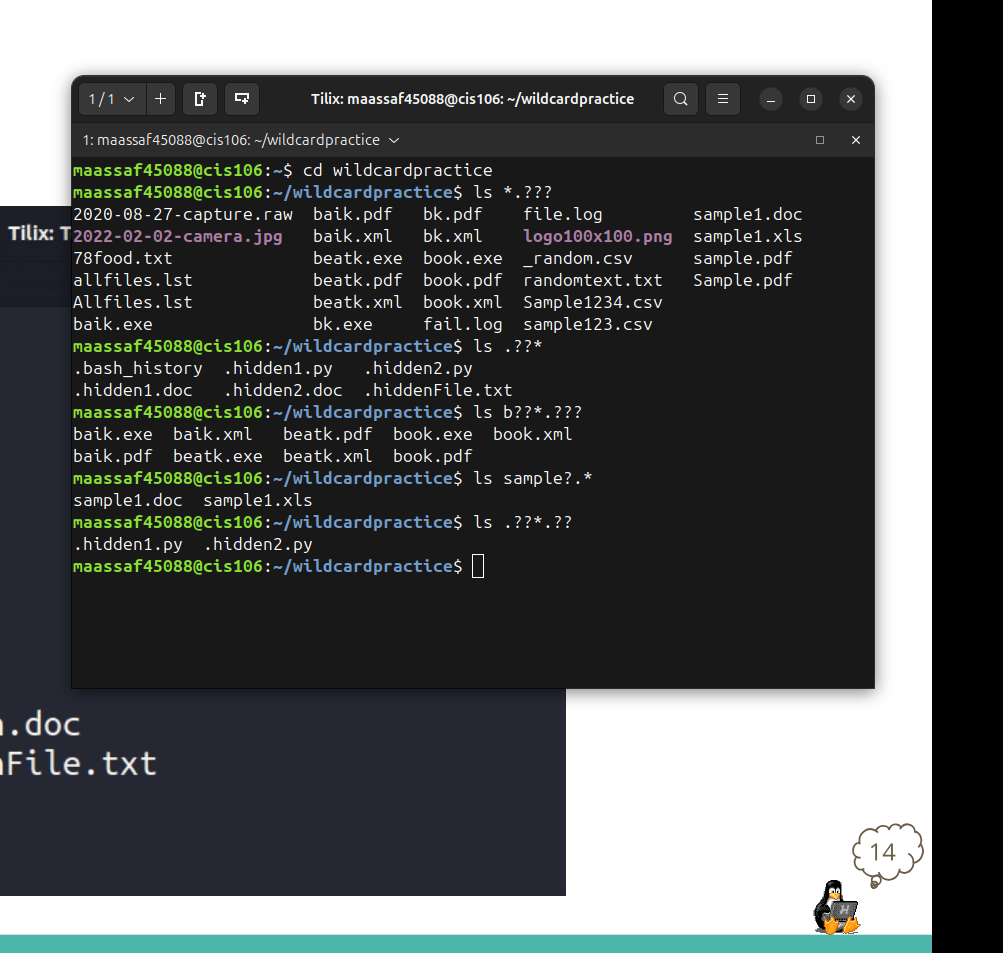 1 / 1
Tilix: maassaf45088@cis106: ~/wildcardpractice
1: maassaf45088@cis106: ~/wildcardpractice
maassaf45088@cis106:~$ cd wildcardpractice
maassaf45088@cis106:~/wildcardpractice$ ls *.???
2020-08-27-capture.raw  baik.pdf   bk.pdf    file.log         sample1.doc
2022-02-02-camera.jpg   baik.xml   bk.xml    logo100x100.png  sample1.xls
78food.txt              beatk.exe  book.exe  _random.csv      sample.pdf
allfiles.lst            beatk.pdf  book.pdf  randomtext.txt   Sample.pdf
Allfiles.lst            beatk.xml  book.xml  Sample1234.csv
baik.exe                bk.exe     fail.log  sample123.csv
maassaf45088@cis106:~/wildcardpractice$ ls .??*
.bash_history  .hidden1.py   .hidden2.py
.hidden1.doc   .hidden2.doc  .hiddenFile.txt
maassaf45088@cis106:~/wildcardpractice$ ls b??*.???
baik.exe  baik.xml   beatk.pdf  book.exe  book.xml
baik.pdf  beatk.exe  beatk.xml  book.pdf
maassaf45088@cis106:~/wildcardpractice$ ls sample?.*
sample1.doc  sample1.xls
maassaf45088@cis106:~/wildcardpractice$ ls .??*.??
.hidden1.py  .hidden2.py
maassaf45088@cis106:~/wildcardpractice$
Tilix: T
.doc
File.txt
14
H